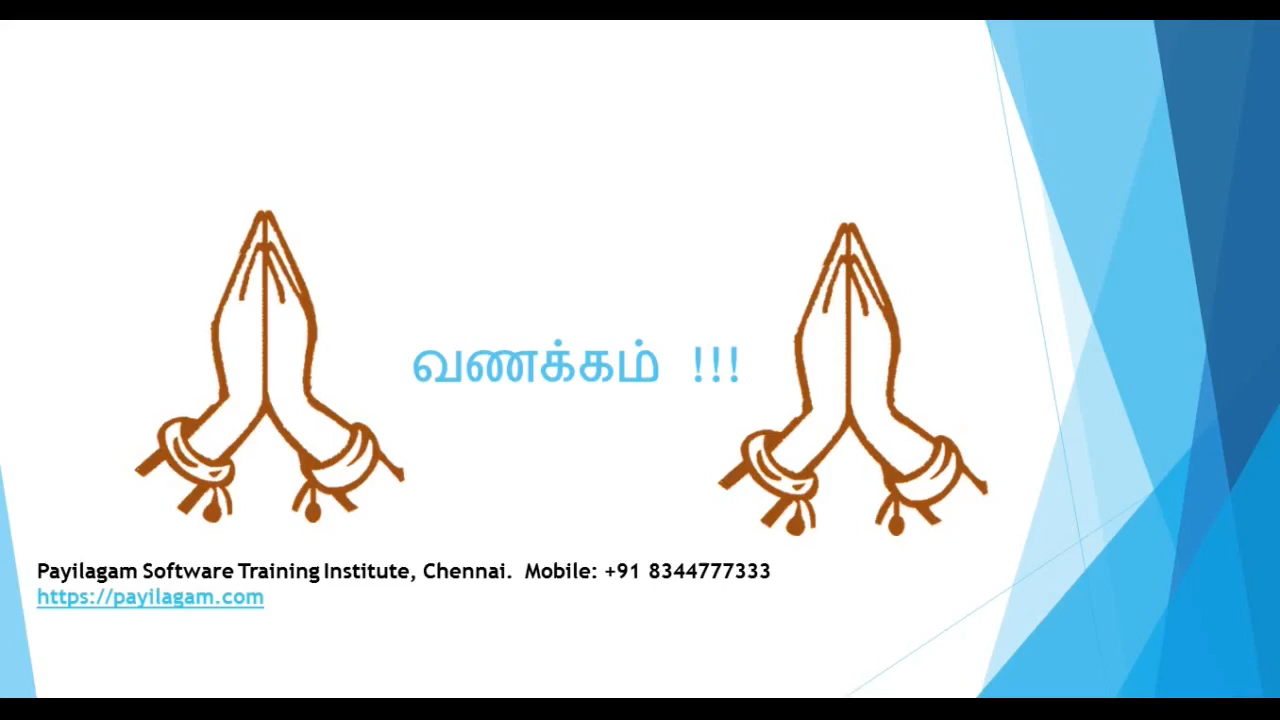 வணக்கம் !!!
Payilagam Software Training Institute, Chennai. Mobile: +91 8344777333
https://payilagam.com